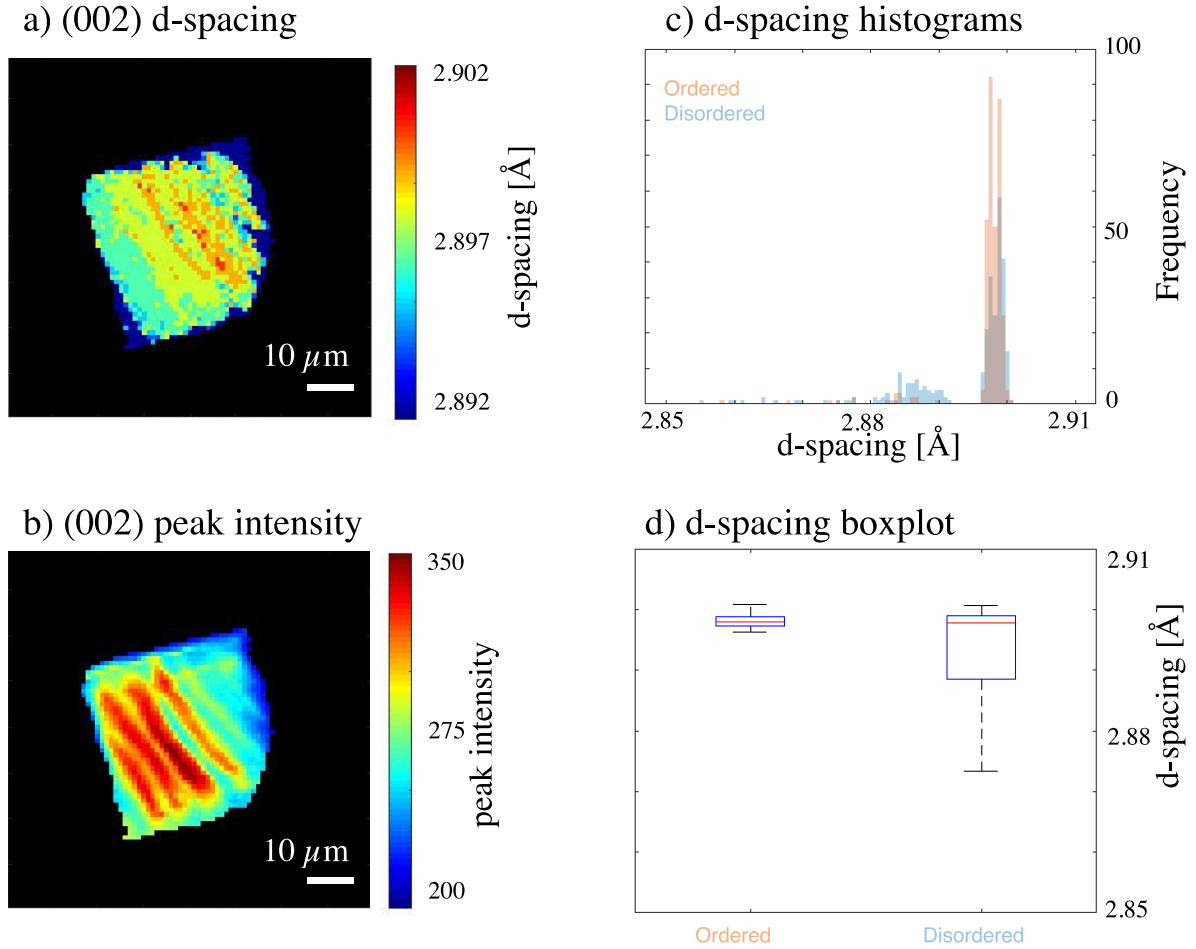 a) (002) d-spacing
2.902
2.897
2.892
d-spacing [Å]
10 µm
c) d-spacing histograms
Ordered
Disordered
100
50
0
Frequency
2.85
2.88
2.91
d-spacing [Å]
b) (002) peak intensity
350
275
200
peak intensity
10 µm
d) d-spacing boxplot
2.91
2.88
2.85
d-spacing [Å]
Ordered
Disordered